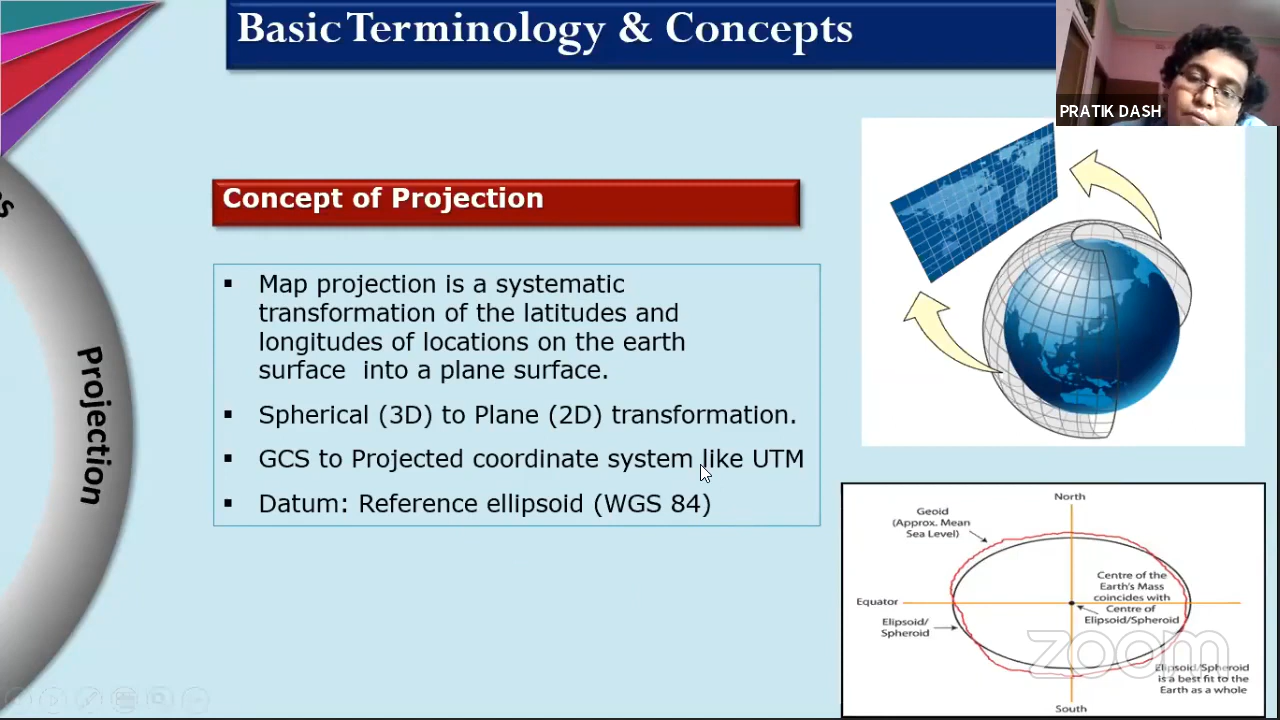 Basic Terminology & Concepts
PRATIK DASH
Concept of Projection
▪ Map projection is a systematic
transformation of the latitudes and
longitudes of locations on the earth
surface into a plane surface.
▪ Spherical (3D) to Plane (2D) transformation.
▪ GCS to Projected coordinate system like UTM
▪ Datum: Reference ellipsoid (WGS 84)
Projection
North
Geoid
(Approx. Mean
Sea Level)
Centre of the
Earth's Mass
coincides with
Centre of
Elipsoid/Spheroid
Equator
Elipsoid/
Spheroid
zoom
Elipsoid/Spheroid
is a best fit to the
Earth as a whole
South